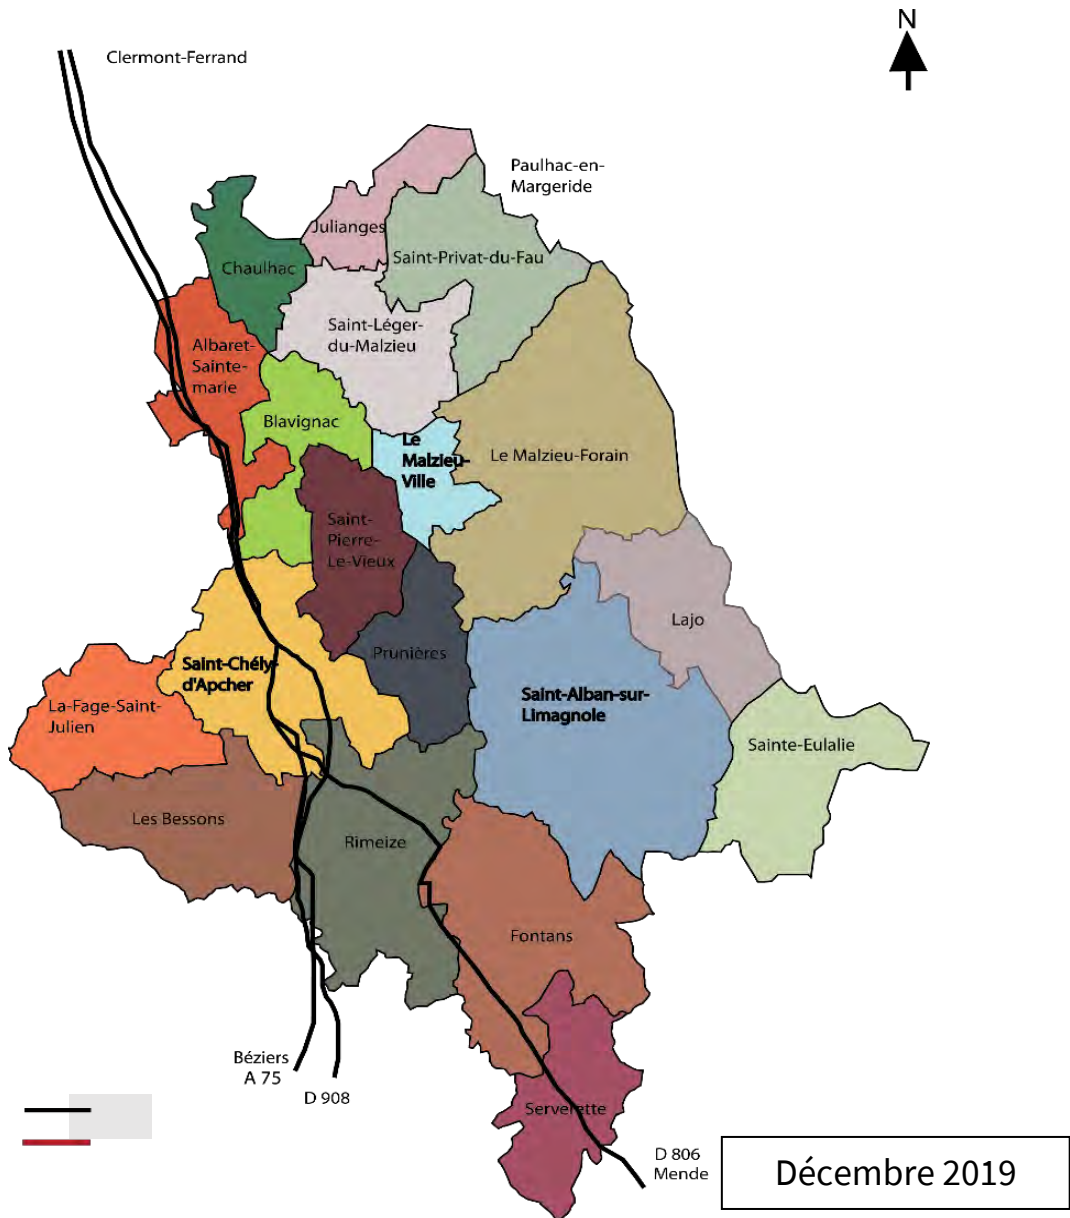 N
Clermont-Ferrand
Paulhac-en-
Margeride
Julianges
Saint-Privat-du-Fau
Chaulhac
Saint-Léger-
du-Malzieu
Albaret-
Sainte-
marie
Blavignac
Le
Malzieu-
Ville
Le Malzieu-Forain
Saint-
Pierre-
Le-Vieux
Lajo
Prunières
Saint-Chély-
d'Apcher
Saint-Alban-sur-
Limagnole
La-Fage-Saint-
Julien
Sainte-Eulalie
Les Bessons
Rimeize
Fontans
Béziers
A 75
D 908
Serverette
D 806
Mende
Décembre 2019